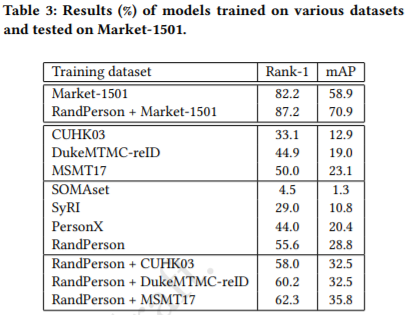 Table 3: Results (%) of models trained on various datasets
and tested on Market-1501.
Training dataset Rank-1 mAP
Market-1501 82.2 58.9
RandPerson + Market-1501 87.2 70.9
CUHK03 33.1 12.9
DukeMTMC-reID 44.9 19.0
MSMT17 50.0 23.1
SOMAset 4.5 1.3
SyRI 29.0 10.8
PersonX 44.0 20.4
RandPerson 55.6 28.8
RandPerson + CUHK03 58.0 32.5
RandPerson + DukeMTMC-reID 60.2 32.5
RandPerson + MSMT17 62.3 35.8